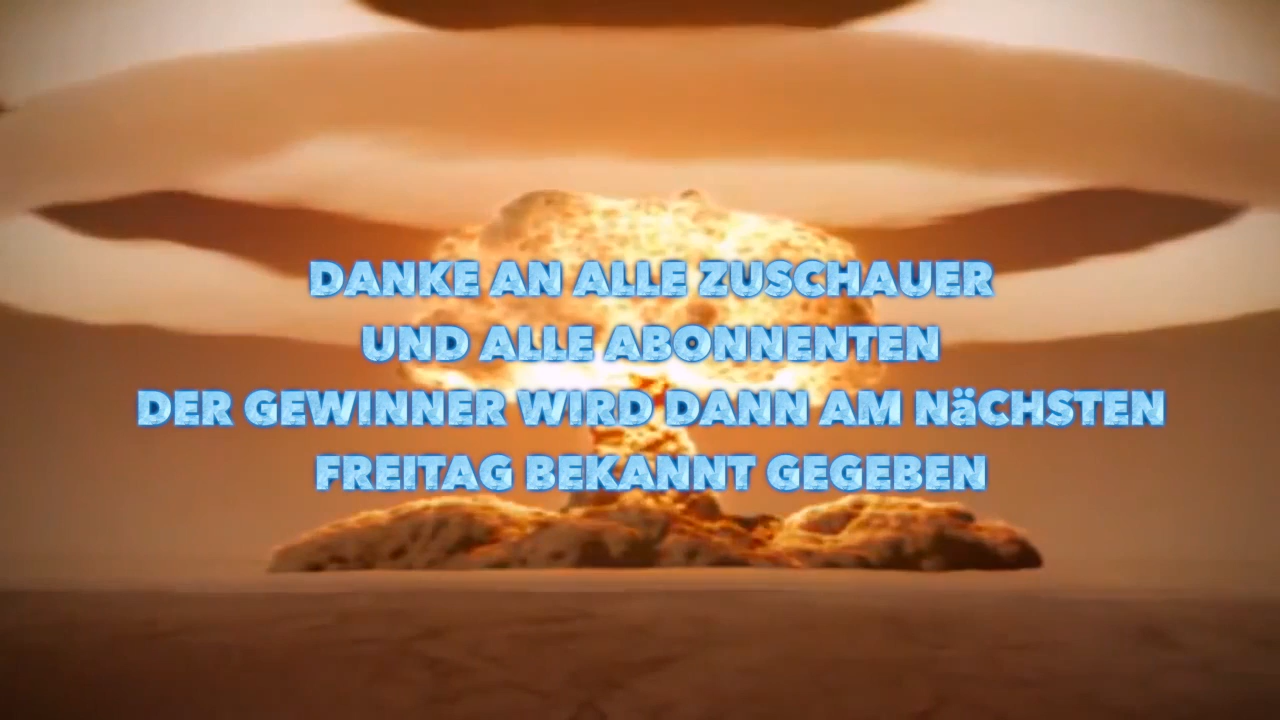 DANKE AN ALLE ZUSCHAUER
UND ALLE ABONNENTEN
DER GEWINNER WIRD DANN AM NäCHSTEN
FREITAG BEKANNT GEGEBEN